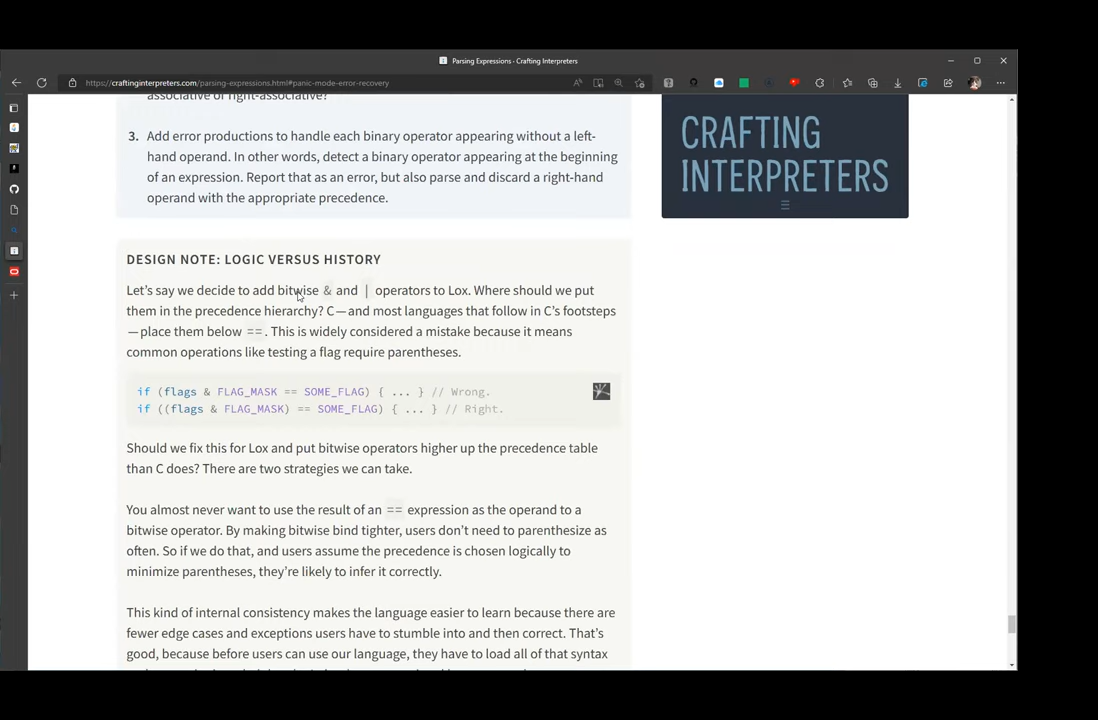 Parsing Expressions - Crafting Interpreters
https://craftinginterpreters.com/parsing-expressions.html#panic-mode-error-recovery
associative or right-associative?
3. Add error productions to handle each binary operator appearing without a left-
hand operand. In other words, detect a binary operator appearing at the beginning
of an expression. Report that as an error, but also parse and discard a right-hand
operand with the appropriate precedence.
CRAFTING
INTERPRETERS
DESIGN NOTE: LOGIC VERSUS HISTORY
Let’s say we decide to add bitwise & and | operators to Lox. Where should we put
them in the precedence hierarchy? C—and most languages that follow in C’s footsteps
—place them below ==. This is widely considered a mistake because it means
common operations like testing a flag require parentheses.
if (flags & FLAG_MASK == SOME_FLAG) { ... } // Wrong.
if ((flags & FLAG_MASK) == SOME_FLAG) { ... } // Right.
Should we fix this for Lox and put bitwise operators higher up the precedence table
than C does? There are two strategies we can take.
You almost never want to use the result of an == expression as the operand to a
bitwise operator. By making bitwise bind tighter, users don’t need to parenthesize as
often. So if we do that, and users assume the precedence is chosen logically to
minimize parentheses, they’re likely to infer it correctly.
This kind of internal consistency makes the language easier to learn because there are
fewer edge cases and exceptions users have to stumble into and then correct. That’s
good, because before users can use our language, they have to load all of that syntax